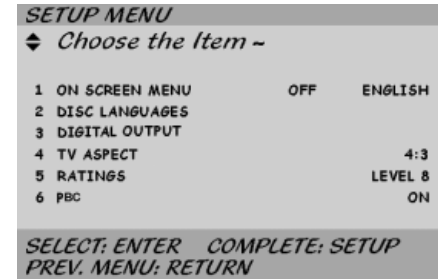 SETUP MENU
Choose the Item ~
1 ON SCREEN MENU OFF ENGLISH
2 DISC LANGUAGES
3 DIGITAL OUTPUT
4 TV ASPECT 4:3
5 RATINGS LEVEL 8
6 PBC ON
SELECT: ENTER COMPLETE: SETUP
PREV. MENU: RETURN